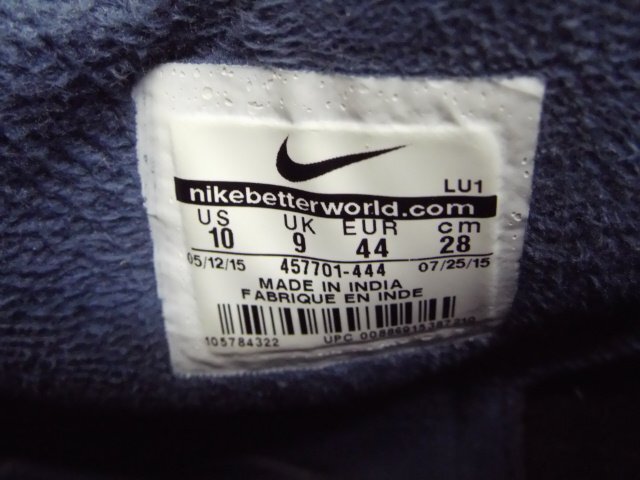 LU1
nikebetterworld.com
US UK EUR cm
10 9 44 28
05/12/15 457701-444 07/25/15
MADE IN INDIA
FABRIQUE EN INDE
105784322 UPC